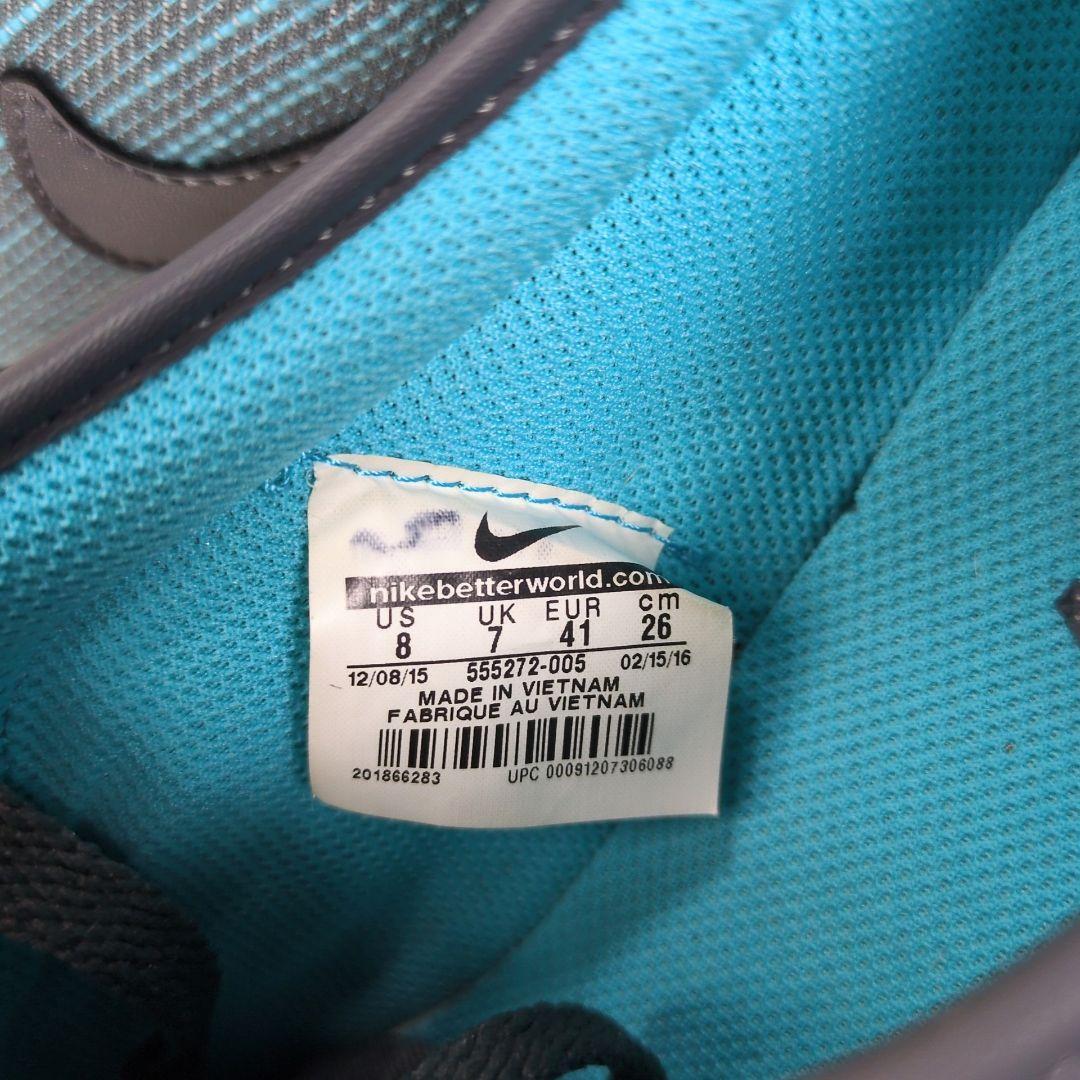 nikebetterworld.com
US UK EUR cm
8 7 41 26
12/08/15 555272-005 02/15/16
MADE IN VIETNAM
FABRIQUE AU VIETNAM
201866283 UPC 00091207306088